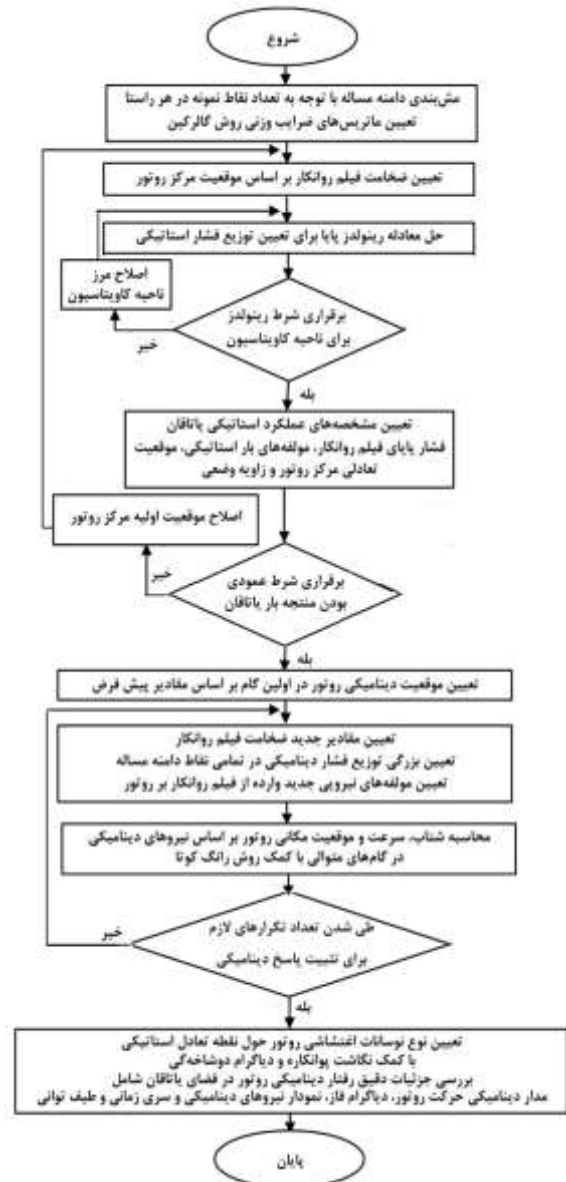 شروع
مش‌بندی دامنه مساله با توجه به تعداد نقاط نمونه در هر راستا
تعیین ماتریس‌های ضرایب وزنی روش گالرکین
تعیین ضخامت فیلم روانکار بر اساس موقعیت مرکز روتور
حل معادله رینولدز پایا برای تعیین توزیع فشار استاتیکی
اصلاح مرز
ناحیه کاویتاسیون
برقراری شرط رینولدز
برای ناحیه کاویتاسیون
خیر
بله
تعیین مشخصه‌های عملکرد استاتیکی یاتاقان
فشار پایای فیلم روانکار، مولفه‌های بار استاتیکی، موقعیت
تعادلی مرکز روتور و زاویه وضعی
اصلاح موقعیت اولیه مرکز روتور
برقراری شرط عمودی
بودن منتجه بار یاتاقان
خیر
بله
تعیین موقعیت دینامیکی روتور در اولین گام بر اساس مقادیر پیش فرض
تعیین مقادیر جدید ضخامت فیلم روانکار
تعیین بزرگی توزیع فشار دینامیکی در تمامی نقاط دامنه مساله
تعیین مولفه‌های نیرویی جدید وارده از فیلم روانکار بر روتور
محاسبه شتاب، سرعت و موقعیت مکانی روتور بر اساس نیروهای دینامیکی
در گام‌های متوالی با کمک روش رانگ کوتا
طی شدن تعداد تکرارهای لازم
برای تثبیت پاسخ دینامیکی
خیر
بله
تعیین نوع نوسانات اغتشاشی روتور حول نقطه تعادل استاتیکی
با کمک نگاشت پوانکاره و دیاگرام دوشاخه‌گی
بررسی جزئیات دقیق رفتار دینامیکی روتور در فضای یاتاقان شامل
مدار دینامیکی حرکت روتور، دیاگرام فاز، نمودار نیروهای دینامیکی و سری زمانی و طیف توانی
پایان